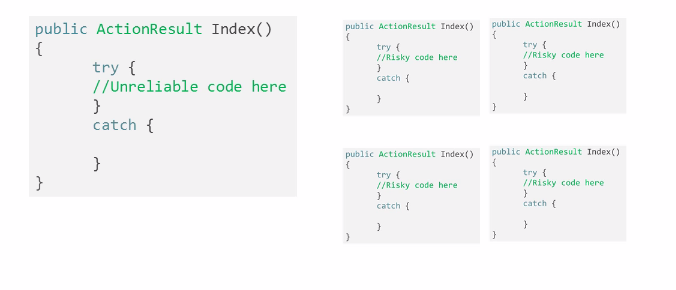 public ActionResult Index()
{
try {
//Unreliable code here
}
catch {
}
}
public ActionResult Index()
{
try {
//Risky code here
}
catch {
}
}
public ActionResult Index()
{
try {
//Risky code here
}
catch {
}
}
public ActionResult Index()
{
try {
//Risky code here
}
catch {
}
}
public ActionResult Index()
{
try {
//Risky code here
}
catch {
}
}